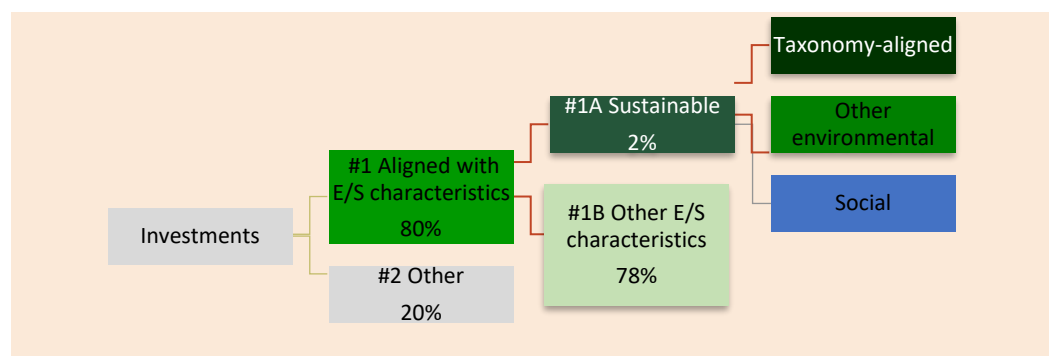 Taxonomy-aligned
#1A Sustainable
2%
Other
environmental
#1 Aligned with
E/S characteristics
80%
#1B Other E/S
characteristics
78%
Social
Investments
#2 Other
20%